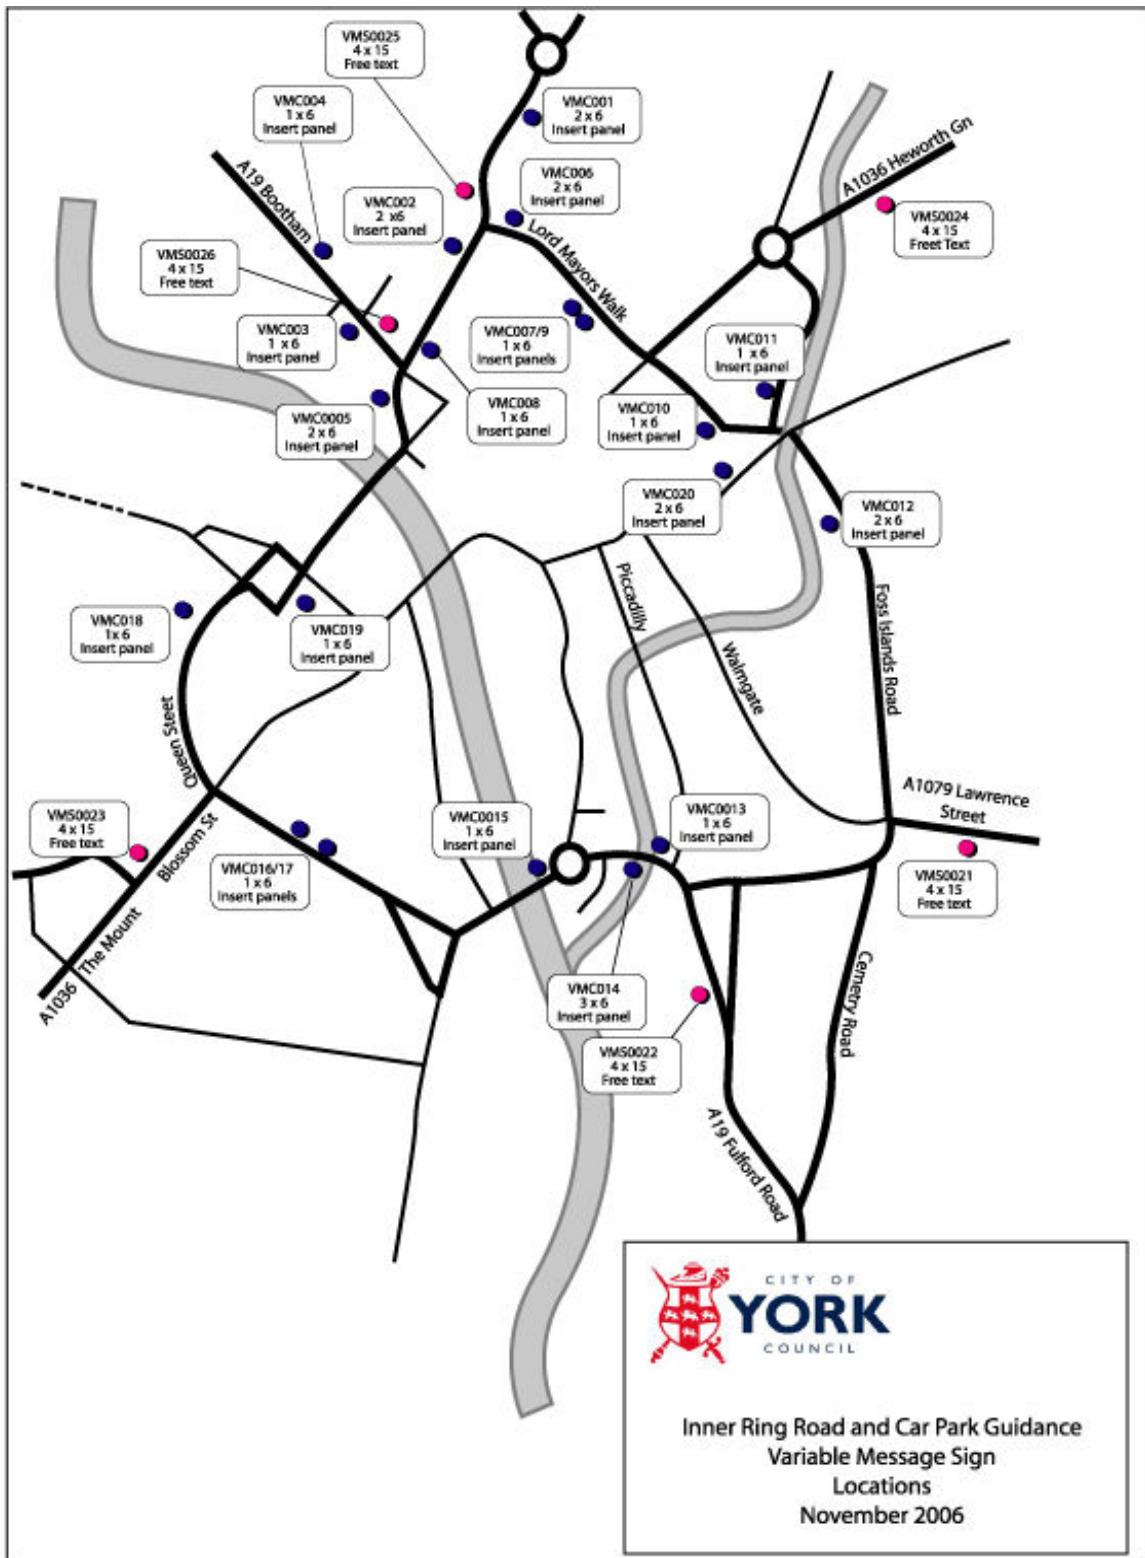 VMS0025
4 x 15
Free text
VMC004
1 x 6
Insert panel
VMC001
2 x 6
Insert panel
A1036 Heworth Gn
VMC006
2 x 6
Insert panel
A19 Bootham
VMC002
2 x6
Insert panel
Lord Mayors Walk
VMS0024
4 x 15
Freet Text
VMS0026
4 x 15
Free text
VMC003
1 x 6
Insert panel
VMC007/9
1 x 6
Insert panels
VMC011
1 x 6
Insert panel
VMC0005
2 x 6
Insert panel
VMC008
1 x 6
Insert panel
VMC010
1 x 6
Insert panel
VMC020
2 x 6
Insert panel
VMC012
2 x 6
Insert panel
Piccadilly
Foss Islands Road
VMC018
1x 6
Insert panel
VMC019
1 x 6
Insert panel
Walmgate
Queen Steet
VMS0023
4 x 15
Free text
Blossom St
VMC0015
1 x 6
Insert panel
VMC0013
1 x 6
Insert panel
A1079 Lawrence
Street
VMC016/17
1 x 6
Insert panels
VMS0021
4 x 15
Free text
A1036 The Mount
VMC014
3 x 6
Insert panel
Cemetry Road
VMS0022
4 x 15
Free text
A19 Fulford Road
CITY OF
YORK
COUNCIL
Inner Ring Road and Car Park Guidance
Variable Message Sign
Locations
November 2006